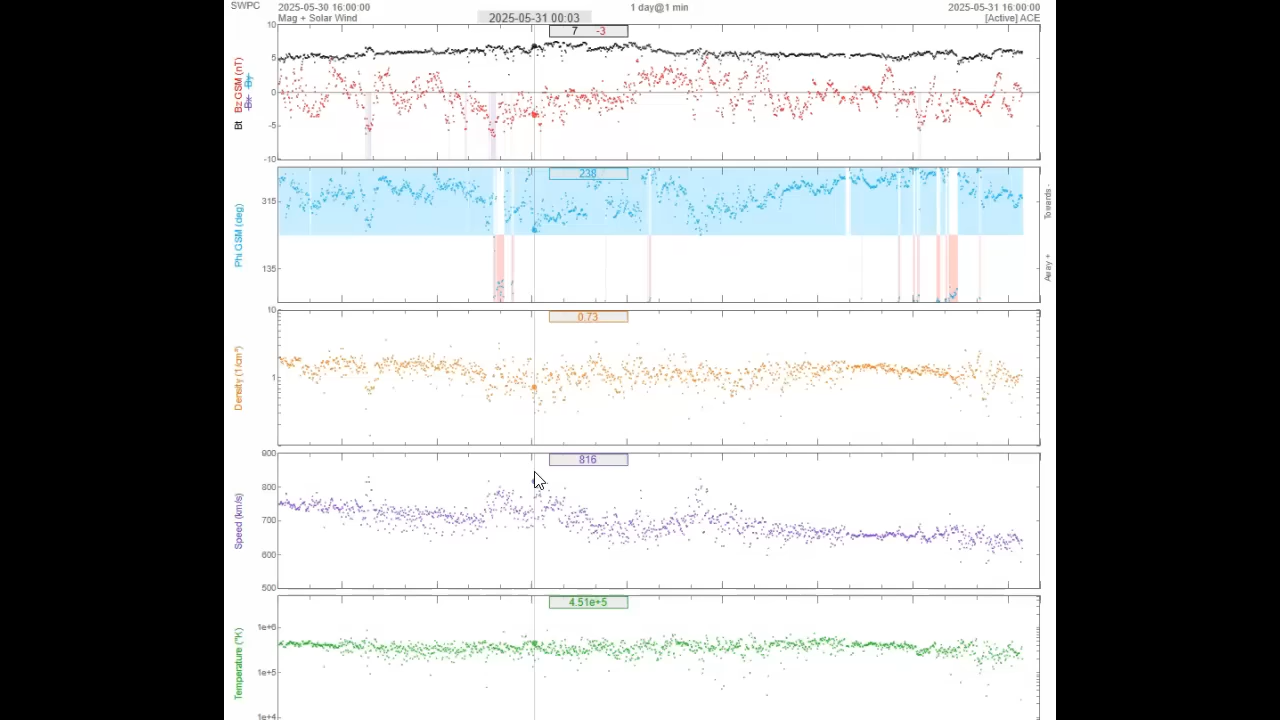 SWPC
2025-05-30 16:00:00
Mag + Solar Wind
2025-05-31 00:03
1 day@1 min
2025-05-31 16:00:00
[Active] ACE
7 -3
Bt Bz GSM (nT)
Bx By
10
5
0
-5
-10
238
Phi GSM (deg)
315
135
Towards -
Away +
0.73
Density (1/cm³)
10
1
816
Speed (km/s)
900
800
700
600
500
4.51e+5
Temperature (°K)
1e+6
1e+5
1e+4